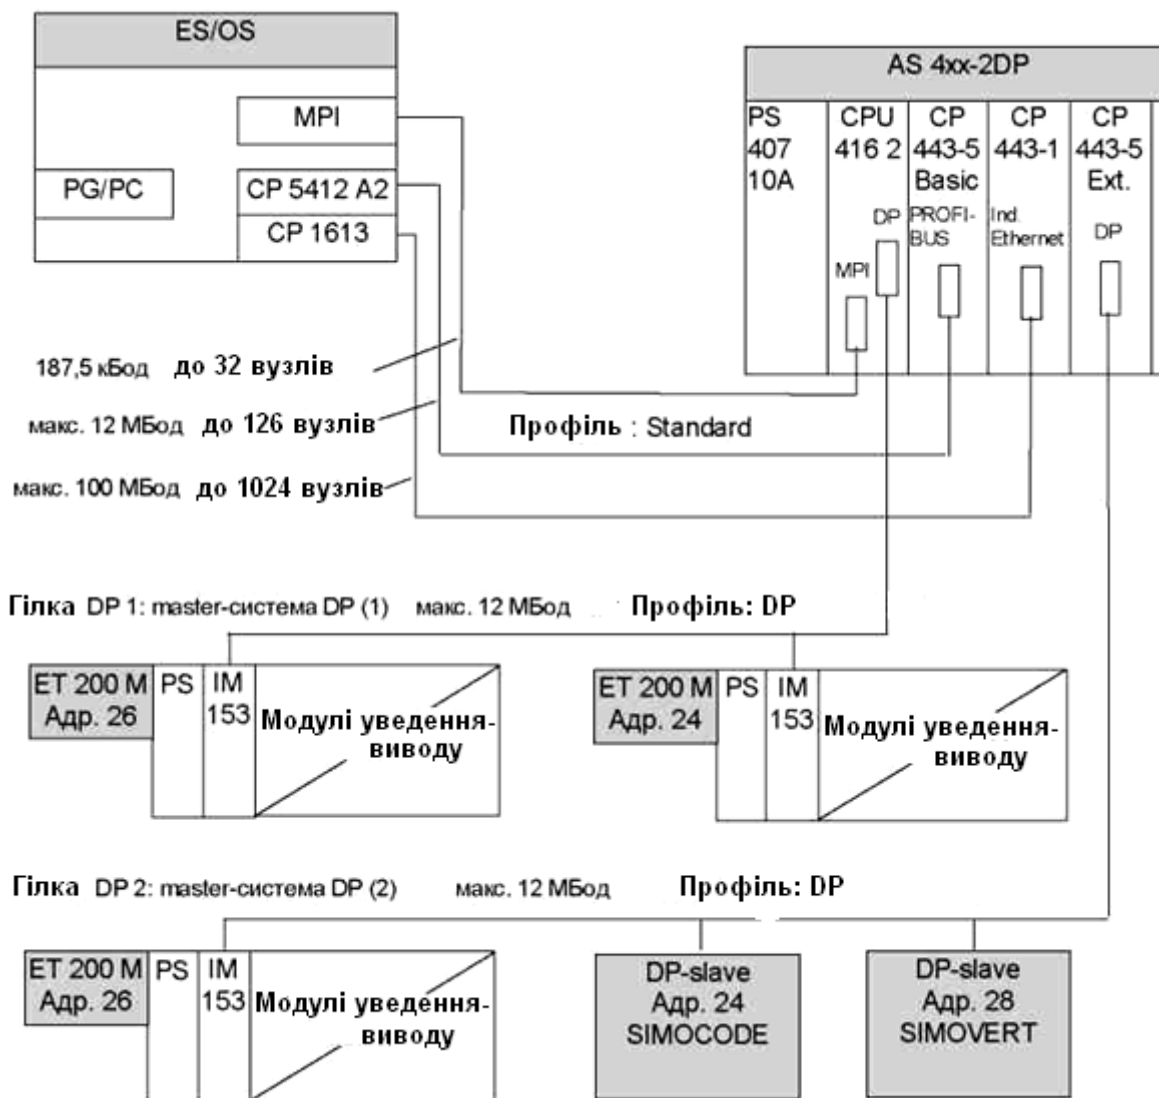 ES/OS
MPI
PG/PC
CP 5412 A2
CP 1613
AS 4xx-2DP
PS
407
10A
CPU
416 2
CP
443-5
Basic
CP
443-1
CP
443-5
Ext.
DP
MPI
PROFI-
BUS
Ind.
Ethernet
DP
187,5 кБод до 32 вузлів
макс. 12 МБод до 126 вузлів
Профіль : Standard
макс. 100 МБод до 1024 вузлів
Гілка DP 1: master-система DP (1) макс. 12 МБод Профіль: DP
ET 200 M
Адр. 26
PS
IM
153
Модулі уведення-
виводу
ET 200 M
Адр. 24
PS
IM
153
Модулі уведення-
виводу
Гілка DP 2: master-система DP (2) макс. 12 МБод Профіль: DP
ET 200 M
Адр. 26
PS
IM
153
Модулі уведення-
виводу
DP-slave
Адр. 24
SIMOCODE
DP-slave
Адр. 28
SIMOVERT